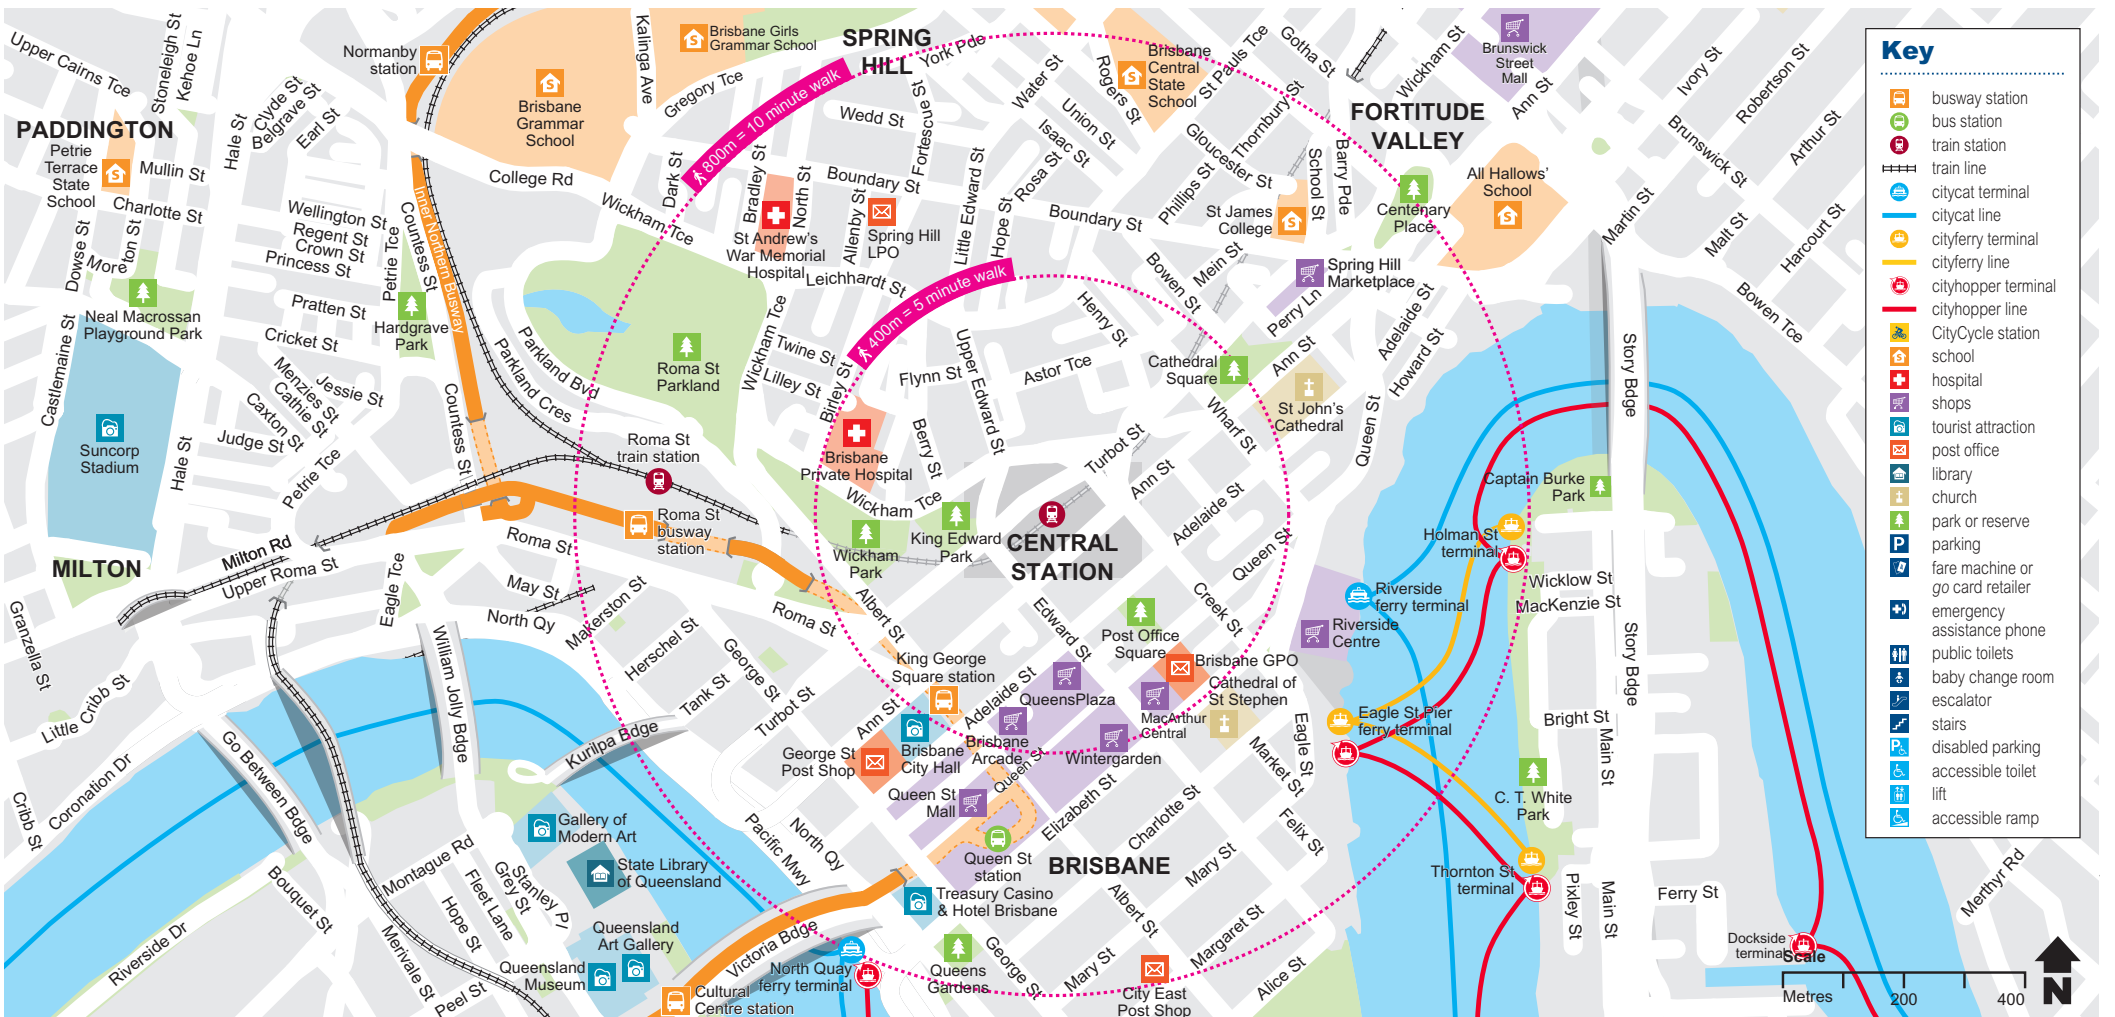 Upper Cairns Tce
Stoneleigh St
Kehoe Ln
PADDINGTON
Petrie
Terrace
State
School
Mullin St
Charlotte St
Dowse St
Moreton St
Hale St
Clyde St
Belgrave St
Earl St
Neal Macrossan
Playground Park
Castlemaine St
Suncorp
Stadium
Hale St
MILTON
Normanby
station
Inner Northern Busway
Brisbane
Grammar
School
Kalinga Ave
Brisbane Girls
Grammar School
Gregory Tce
College Rd
Wellington St
Regent St
Crown St
Princess St
Pratten St
Cricket St
Petrie Tce
Countess St
Hardgrave
Park
Jessie St
Menzies St
Cathie St
Caxton St
Judge St
Petrie Tce
Countess St
Parkland Bvd
Parkland Cres
Wickham Tce
Dark St
SPRING
HILL
York Pde
800m = 10 minute walk
Wedd St
Fortescue St
Bradley St
North St
Boundary St
Allenby St
Little Edward St
Hope St
St Andrew's
War Memorial
Hospital
Spring Hill
LPO
Leichhardt St
Water St
Union St
Isaac St
Rosa St
Rogers St
Brisbane
Central
State
School
St Pauls Tce
Gotha St
Thornbury St
Gloucester St
Phillips St
School St
Barry Pde
Boundary St
St James
College
Mein St
Bowen St
FORTITUDE
VALLEY
Wickham St
Brunswick
Street
Mall
Ann St
Centenary
Place
All Hallows'
School
Spring Hill
Marketplace
Perry Ln
Ann St
Adelaide St
Howard St
Queen St
Ivory St
Robertson St
Brunswick St
Arthur St
Martin St
Malt St
Harcourt St
Bowen Tce
Roma St
Parkland
Wickham Tce
Twine St
Lilley St
Birley St
400m = 5 minute walk
Flynn St
Upper Edward St
Astor Tce
Henry St
Cathedral
Square
Wharf St
St John's
Cathedral
Brisbane
Private Hospital
Berry St
Wickham Tce
Wickham
Park
King Edward
Park
CENTRAL
STATION
Turbot St
Ann St
Adelaide St
Queen St
Roma St
train station
Roma St
busway
station
Roma St
Milton Rd
Upper Roma St
Eagle Tce
May St
North Qy
Makerston St
Herschel St
Roma St
Albert St
George St
Tank St
Turbot St
Granzella St
Little Cribb St
Cribb St
Coronation Dr
Go Between Bdge
William Jolly Bdge
Kurilpa Bdge
King George
Square station
Ann St
Adelaide St
Edward St
Creek St
Post Office
Square
Brisbane GPO
QueensPlaza
Cathedral of
St Stephen
MacArthur
Central
Wintergarden
George St
Post Shop
Brisbane
City Hall
Brisbane
Arcade
Queen St
Queen St
Mall
Elizabeth St
Queen St
station
Charlotte St
Mary St
Market St
Eagle St
Felix St
BRISBANE
Albert St
Margaret St
Alice St
Mary St
George St
Pacific Mwy
North Qy
Treasury Casino
& Hotel Brisbane
Queens
Gardens
City East
Post Shop
Victoria Bdge
North Quay
ferry terminal
Cultural
Centre station
Gallery of
Modern Art
State Library
of Queensland
Queensland
Art Gallery
Queensland
Museum
Montague Rd
Fleet Lane
Grey St
Stanley Pl
Hope St
Merivale St
Peel St
Bouquet St
Riverside Dr
Riverside
ferry terminal
Riverside
Centre
Eagle St Pier
ferry terminal
Holman St
terminal
Captain Burke
Park
Story Bdge
Story Bdge
Wicklow St
MacKenzie St
Bright St
Main St
C. T. White
Park
Thornton St
terminal
Pixley St
Main St
Ferry St
Dockside
terminal
Merthyr Rd
Scale
Metres
200
400
N
Key
busway station
bus station
train station
train line
citycat terminal
citycat line
cityferry terminal
cityferry line
cityhopper terminal
cityhopper line
CityCycle station
school
hospital
shops
tourist attraction
post office
library
church
park or reserve
parking
fare machine or
go card retailer
emergency
assistance phone
public toilets
baby change room
escalator
stairs
disabled parking
accessible toilet
lift
accessible ramp